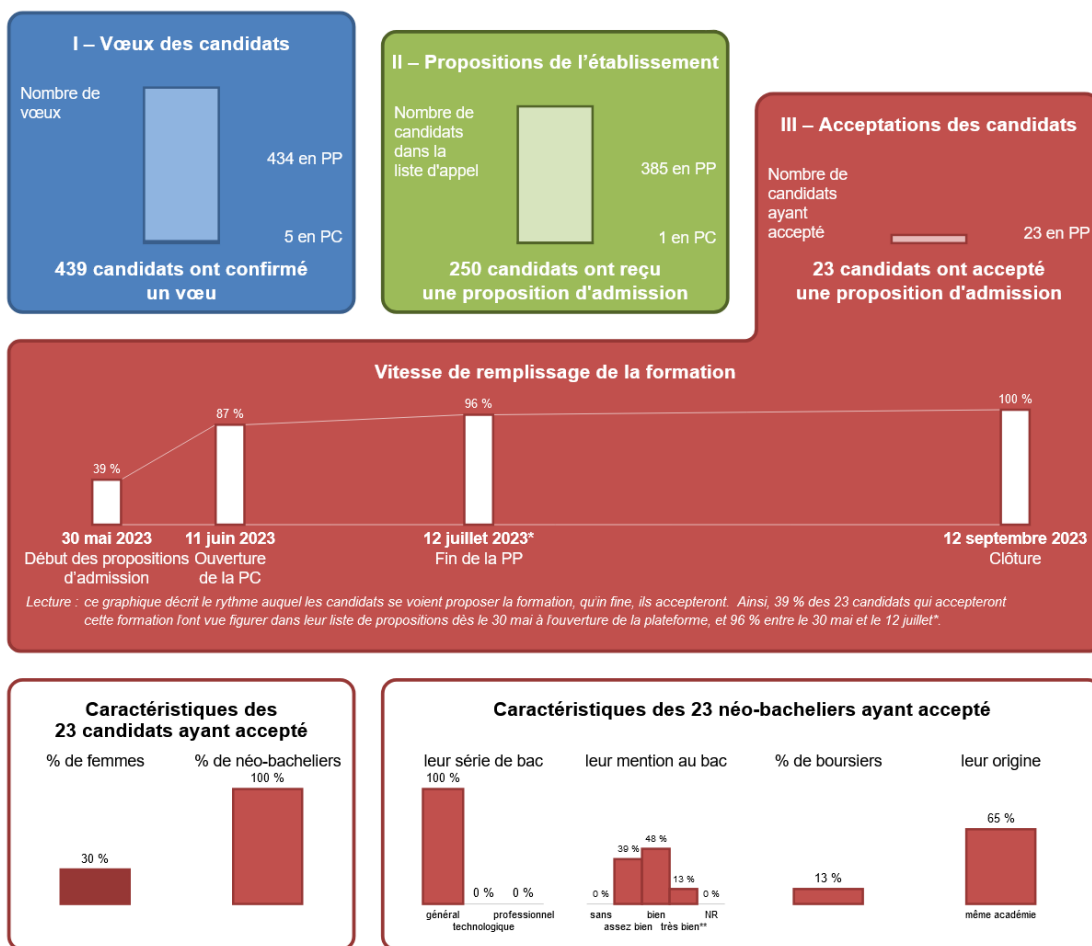 I – Vœux des candidats
Nombre de
vœux
434 en PP
5 en PC
439 candidats ont confirmé
un vœu
II – Propositions de l'établissement
Nombre de
candidats
dans la
liste d'appel
385 en PP
1 en PC
250 candidats ont reçu
une proposition d'admission
III – Acceptations des candidats
Nombre de
candidats
ayant
accepté
23 en PP
23 candidats ont accepté
une proposition d'admission
Vitesse de remplissage de la formation
39 %
87 %
96 %
100 %
30 mai 2023
Début des propositions
d'admission
11 juin 2023
Ouverture
de la PC
12 juillet 2023*
Fin de la PP
12 septembre 2023
Clôture
Lecture : ce graphique décrit le rythme auquel les candidats se voient proposer la formation, qu'in fine, ils accepteront. Ainsi, 39 % des 23 candidats qui accepteront
cette formation l'ont vue figurer dans leur liste de propositions dès le 30 mai à l'ouverture de la plateforme, et 96 % entre le 30 mai et le 12 juillet*.
Caractéristiques des
23 candidats ayant accepté
% de femmes
% de néo-bacheliers
30 %
100 %
Caractéristiques des 23 néo-bacheliers ayant accepté
leur série de bac
100 %
0 %
0 %
général
professionnel
technologique
leur mention au bac
0 %
39 %
48 %
13 %
0 %
sans
bien
NR
assez bien
très bien**
% de boursiers
13 %
leur origine
65 %
même académie